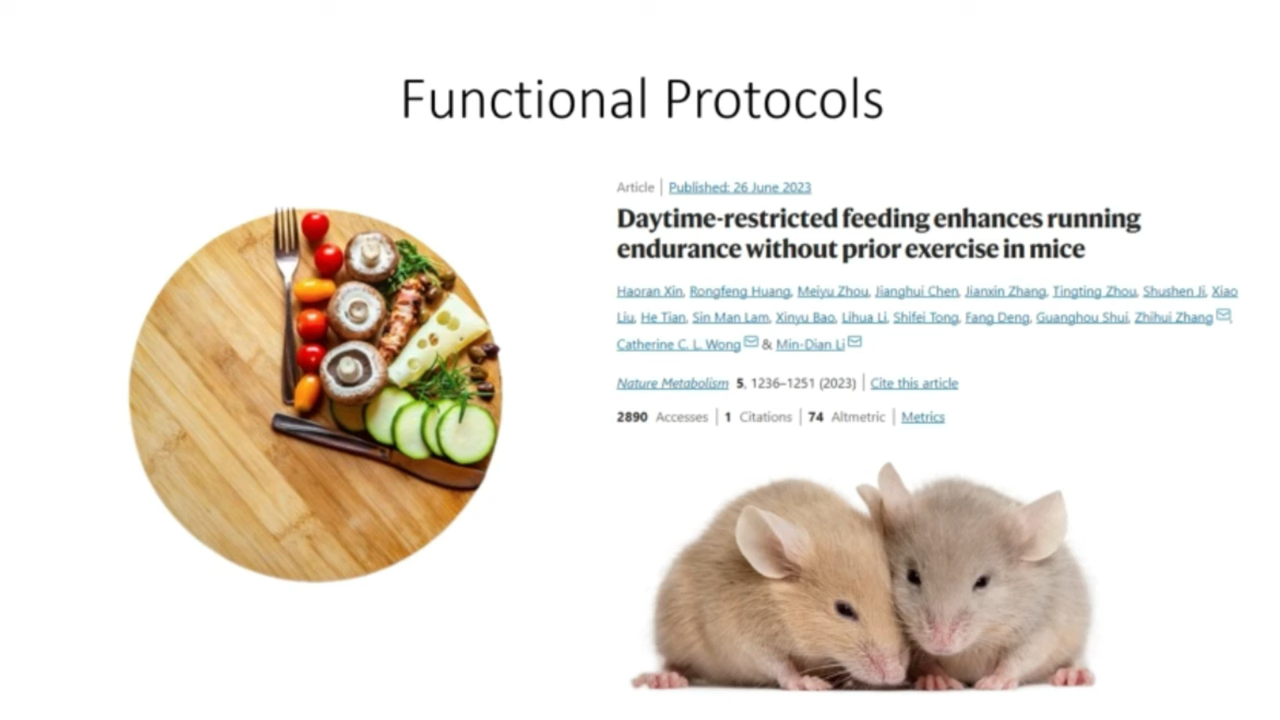 Functional Protocols
Article | Published: 26 June 2023
Daytime-restricted feeding enhances running
endurance without prior exercise in mice
Haoran Xin, Rongfeng Huang, Meiyu Zhou, Jianghui Chen, Jianxin Zhang, Tingting Zhou, Shushen Ji, Xiao
Liu, He Tian, Sin Man Lam, Xinyu Bao, Lihua Li, Shifei Tong, Fang Deng, Guanghou Shui, Zhihui Zhang,
Catherine C. L. Wong & Min-Dian Li
Nature Metabolism 5, 1236–1251 (2023) | Cite this article
2890 Accesses | 1 Citations | 74 Altmetric | Metrics